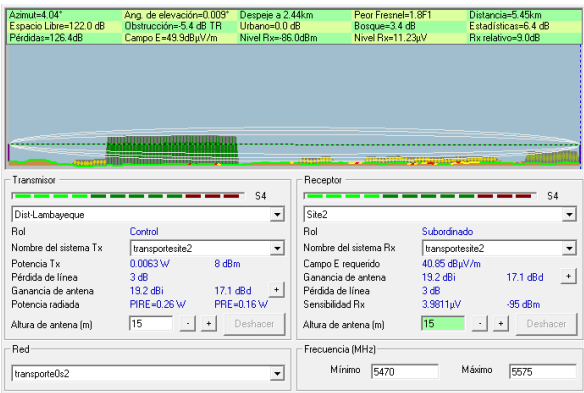 Azimut=4.04° Ang. de elevación=0.009° Despeje a 2.44km Peor Fresnel=1.8F1 Distancia=5.45km
Espacio Libre=122.0 dB Obstrucción=-5.4 dB TR Urbano=0.0 dB Bosque=3.4 dB Estadísticas=6.4 dB
Pérdidas=126.4dB Campo E=49.9dBµV/m Nivel Rx=-86.0dBm Nivel Rx=11.23µV Rx relativo=9.0dB
Transmisor
S4
Dist-Lambayeque
Rol Control
Nombre del sistema Tx transportesite2
Potencia Tx 0.0063 W 8 dBm
Pérdida de línea 3 dB
Ganancia de antena 19.2 dBi 17.1 dBd +
Potencia radiada PIRE=0.26 W PRE=0.16 W
Altura de antena (m) 15 - + Deshacer
Receptor
S4
Site2
Rol Subordinado
Nombre del sistema Rx transportesite2
Campo E requerido 40.85 dBµV/m
Ganancia de antena 19.2 dBi 17.1 dBd +
Pérdida de línea 3 dB
Sensibilidad Rx 3.9811µV -95 dBm
Altura de antena (m) 15 - + Deshacer
Red
transporte0s2
Frecuencia (MHz)
Mínimo 5470 Máximo 5575